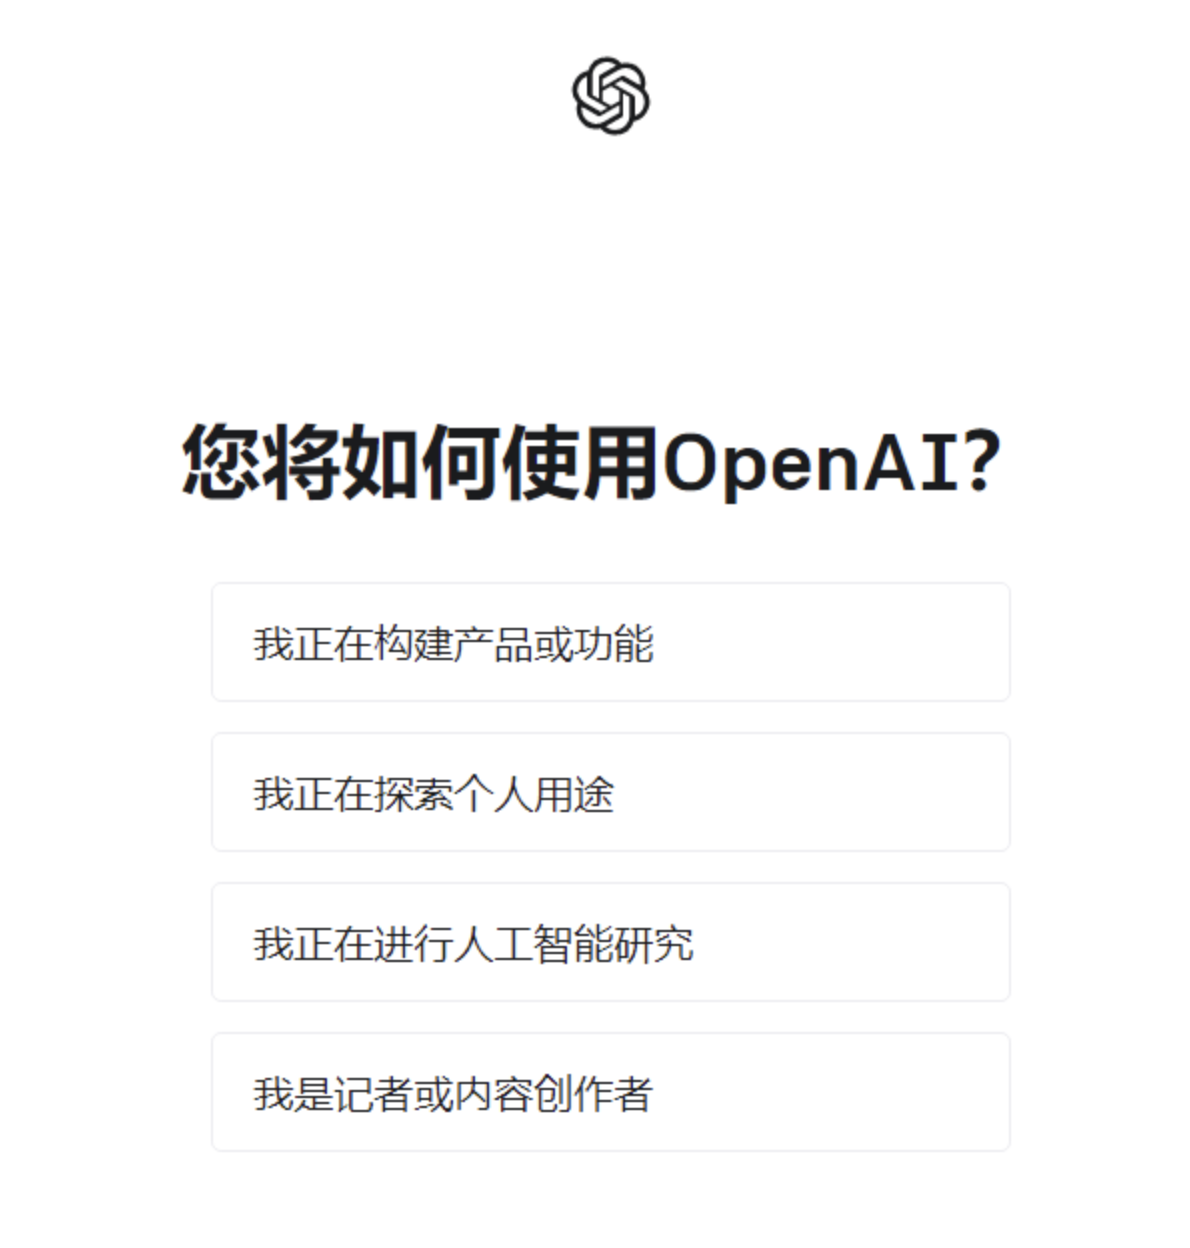 您将如何使用OpenAI?
我正在构建产品或功能
我正在探索个人用途
我正在进行人工智能研究
我是记者或内容创作者